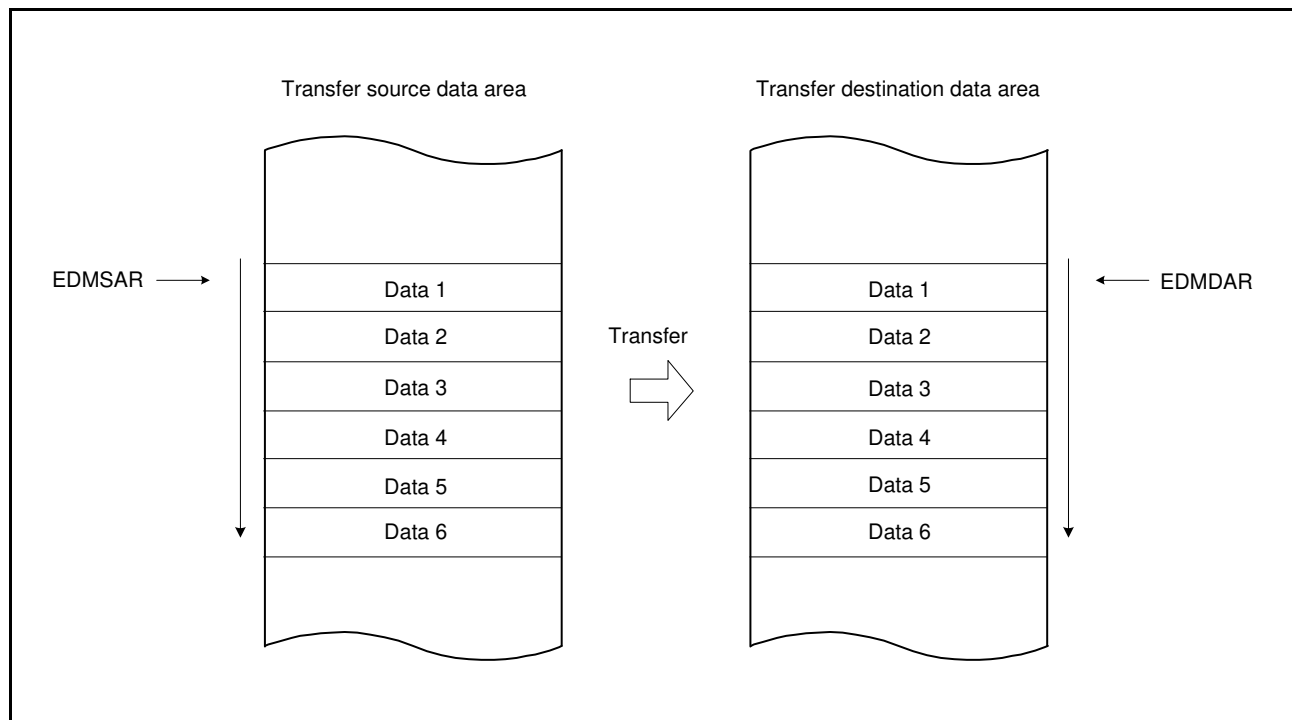 Transfer source data area
Transfer destination data area
EDMSAR
Data 1
Data 2
Data 3
Data 4
Data 5
Data 6
Transfer
Data 1
Data 2
Data 3
Data 4
Data 5
Data 6
EDMDAR